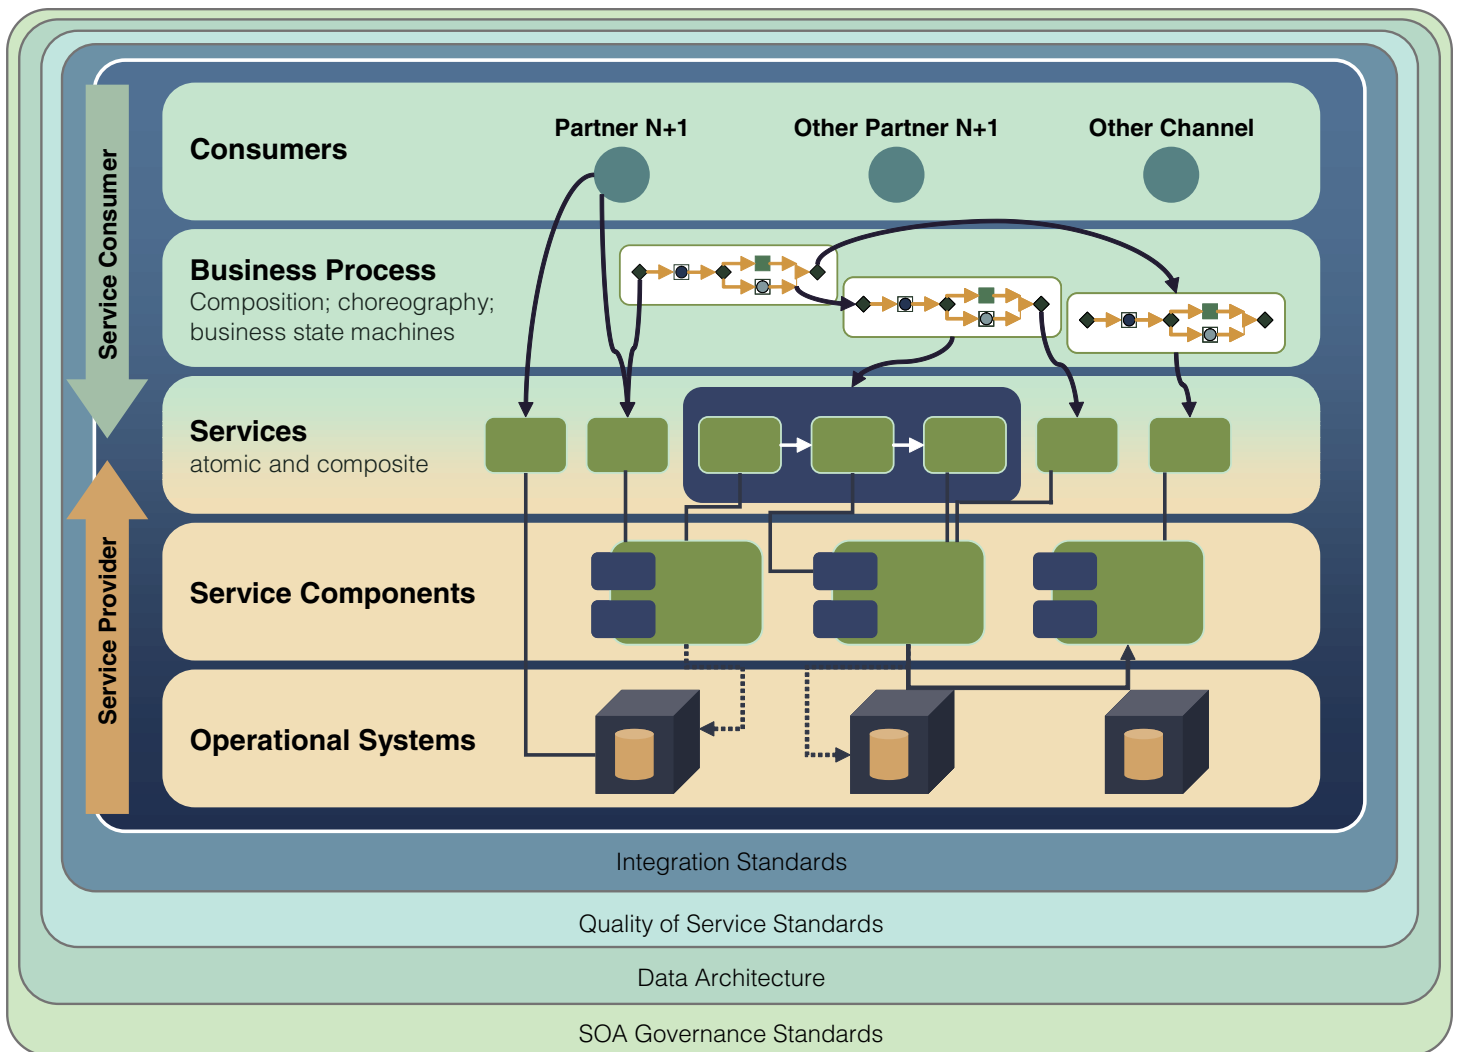 Service Consumer
Service Provider
Consumers
Partner N+1
Other Partner N+1
Other Channel
Business Process
Composition; choreography;
business state machines
Services
atomic and composite
Service Components
Operational Systems
Integration Standards
Quality of Service Standards
Data Architecture
SOA Governance Standards